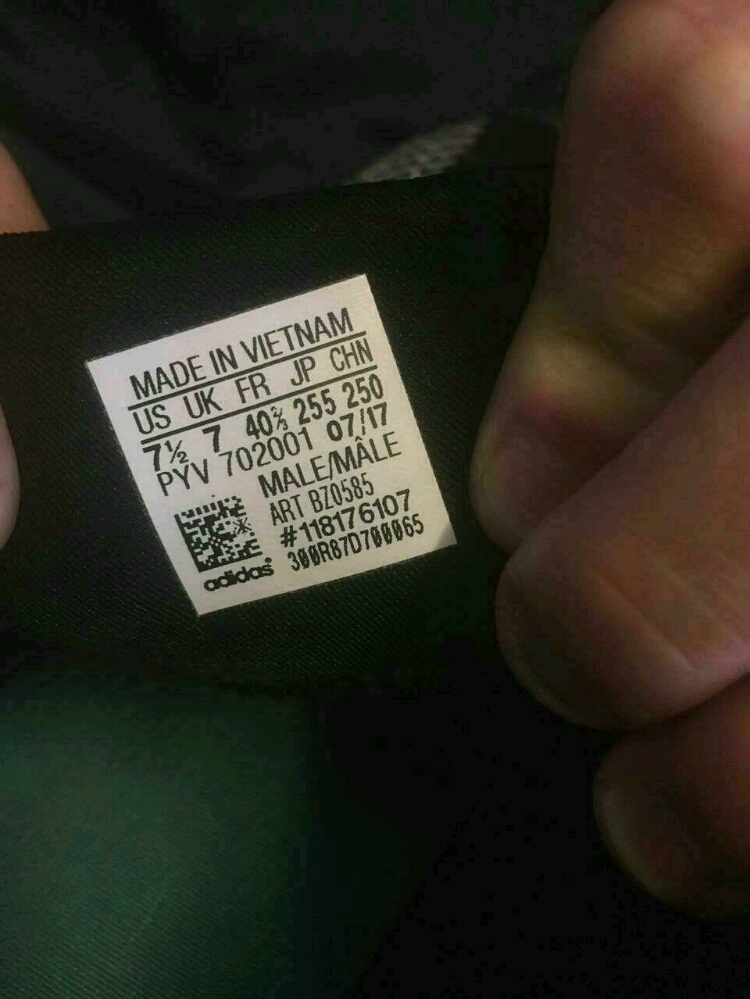 MADE IN VIETNAM
US UK FR JP CHN
7½ 7 40⅔ 255 250
PYV 702001 07/17
MALE/MÂLE
ART BZ0585
#118176107
300R87D700065
adidas®